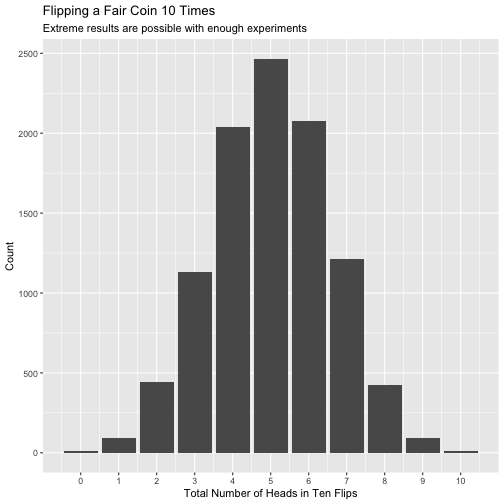 Flipping a Fair Coin 10 Times
Extreme results are possible with enough experiments
2500
2000
1500
1000
500
0
Count
0 1 2 3 4 5 6 7 8 9 10
Total Number of Heads in Ten Flips